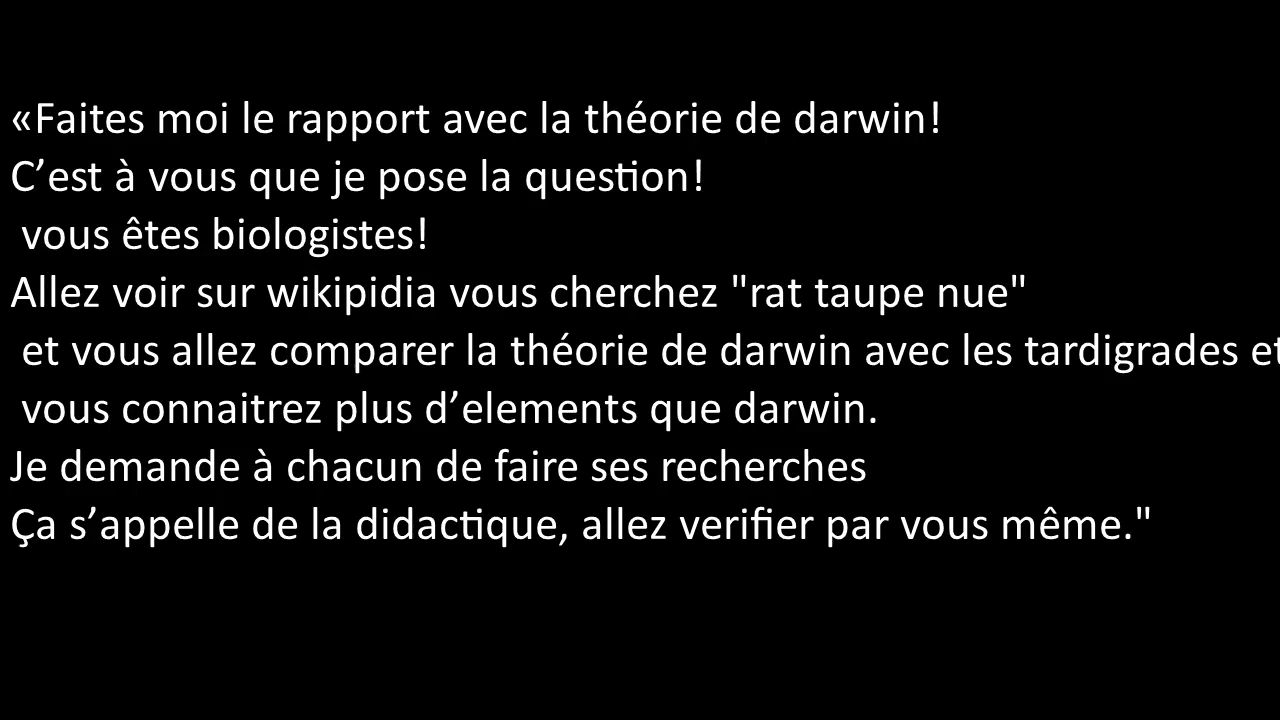 «Faites moi le rapport avec la théorie de darwin!
C’est à vous que je pose la question!
vous êtes biologistes!
Allez voir sur wikipidia vous cherchez "rat taupe nue"
et vous allez comparer la théorie de darwin avec les tardigrades et
vous connaitrez plus d’elements que darwin.
Je demande à chacun de faire ses recherches
Ça s’appelle de la didactique, allez verifier par vous même."